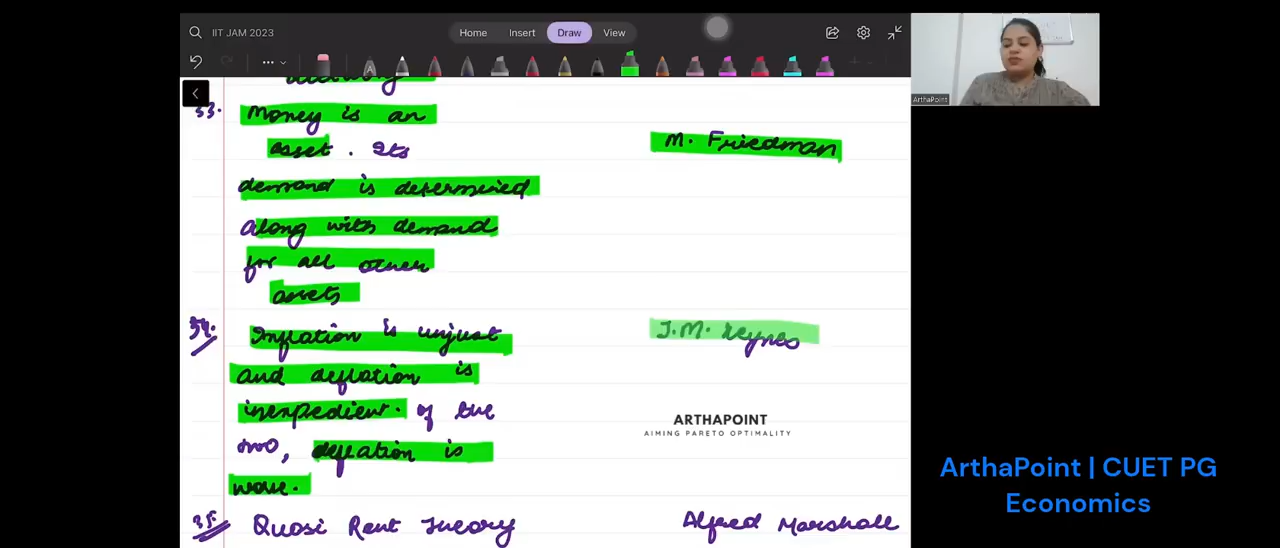 IIT JAM 2023
Home Insert Draw View
ArthaPoint
33.
Money is an
asset. Its
M. Friedman
demand is determined
along with demand
for all other
assets
34.
Inflation is unjust
J.M. Keynes
and deflation is
inexpedient. of the
two, deflation is
worse.
ARTHAPOINT
AIMING PARETO OPTIMALITY
35. Quasi Rent Theory
Alfred Marshall
ArthaPoint | CUET PG
Economics